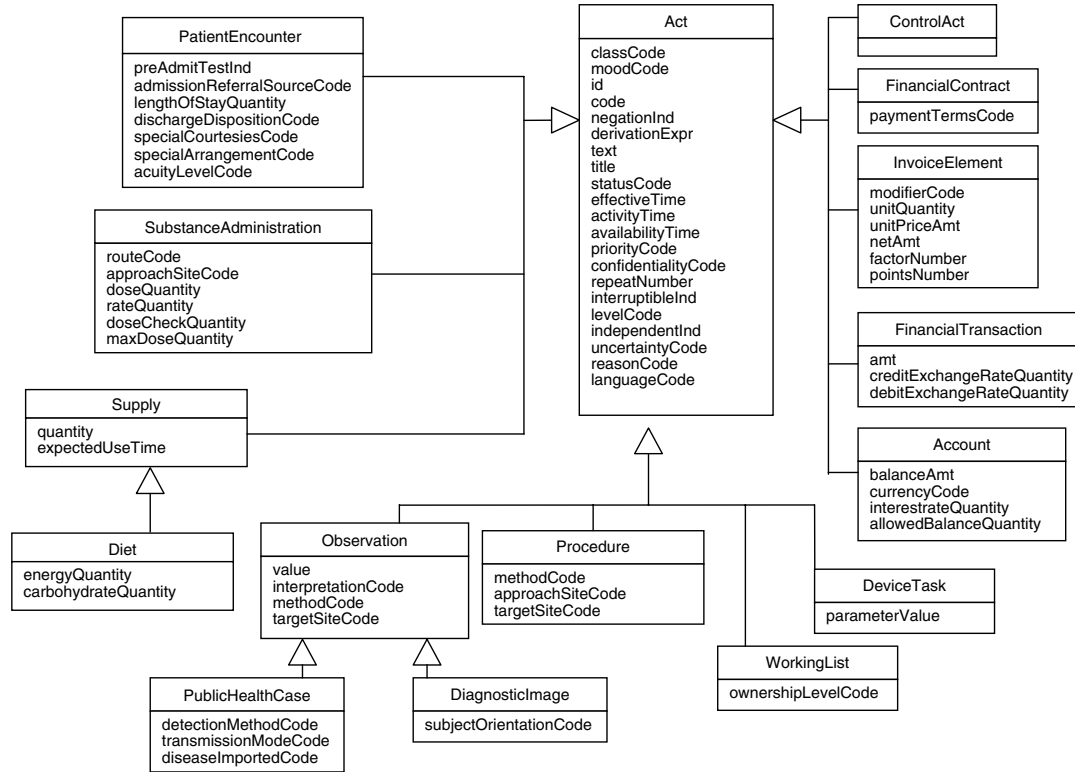 PatientEncounter
preAdmitTestInd
admissionReferralSourceCode
lengthOfStayQuantity
dischargeDispositionCode
specialCourtesiesCode
specialArrangementCode
acuityLevelCode
SubstanceAdministration
routeCode
approachSiteCode
doseQuantity
rateQuantity
doseCheckQuantity
maxDoseQuantity
Supply
quantity
expectedUseTime
Diet
energyQuantity
carbohydrateQuantity
Act
classCode
moodCode
id
code
negationInd
derivationExpr
text
title
statusCode
effectiveTime
activityTime
availabilityTime
priorityCode
confidentialityCode
repeatNumber
interruptibleInd
levelCode
independentInd
uncertaintyCode
reasonCode
languageCode
ControlAct
FinancialContract
paymentTermsCode
InvoiceElement
modifierCode
unitQuantity
unitPriceAmt
netAmt
factorNumber
pointsNumber
FinancialTransaction
amt
creditExchangeRateQuantity
debitExchangeRateQuantity
Account
balanceAmt
currencyCode
interestrateQuantity
allowedBalanceQuantity
Observation
value
interpretationCode
methodCode
targetSiteCode
Procedure
methodCode
approachSiteCode
targetSiteCode
DeviceTask
parameterValue
WorkingList
ownershipLevelCode
PublicHealthCase
detectionMethodCode
transmissionModeCode
diseaseImportedCode
DiagnosticImage
subjectOrientationCode